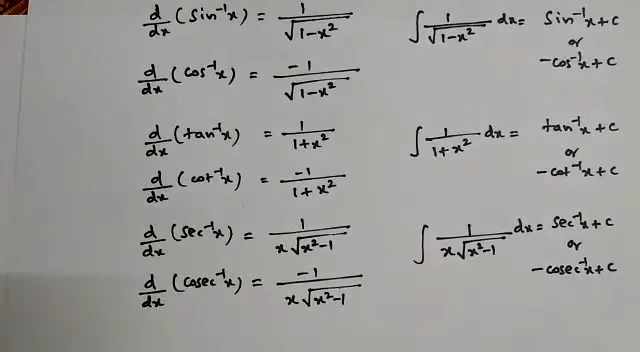 d/dx (sin⁻¹x) = 1/√(1-x²)
∫ 1/√(1-x²) dx = sin⁻¹x + c
or
-cos⁻¹x + c
d/dx (cos⁻¹x) = -1/√(1-x²)
d/dx (tan⁻¹x) = 1/(1+x²)
∫ 1/(1+x²) dx = tan⁻¹x + c
or
-cot⁻¹x + c
d/dx (cot⁻¹x) = -1/(1+x²)
d/dx (sec⁻¹x) = 1/(x√(x²-1))
∫ 1/(x√(x²-1)) dx = sec⁻¹x + c
or
-cosec⁻¹x + c
d/dx (cosec⁻¹x) = -1/(x√(x²-1))